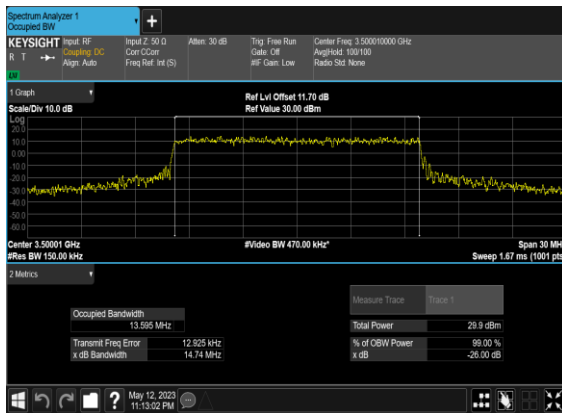 Spectrum Analyzer 1
Occupied BW
KEYSIGHT
R T
Input: RF
Coupling: DC
Align: Auto
Input Z: 50 Ω
Corr CCorr
Freq Ref: Int (S)
Atten: 30 dB
Trig: Free Run
Gate: Off
#IF Gain: Low
Center Freq: 3.500010000 GHz
Avg|Hold: 100/100
Radio Std: None
1 Graph
Scale/Div 10.0 dB
Ref Lvl Offset 11.70 dB
Ref Value 30.00 dBm
Log
20.0
10.0
0.00
-10.0
-20.0
-30.0
-40.0
-50.0
-60.0
Center 3.50001 GHz
#Res BW 150.00 kHz
#Video BW 470.00 kHz*
Span 30 MH
Sweep 1.67 ms (1001 pts
2 Metrics
Measure Trace Trace 1
Occupied Bandwidth
13.595 MHz
Total Power 29.9 dBm
Transmit Freq Error 12.925 kHz
% of OBW Power 99.00 %
x dB Bandwidth 14.74 MHz
x dB -26.00 dB
?
May 12, 2023
11:13:02 PM